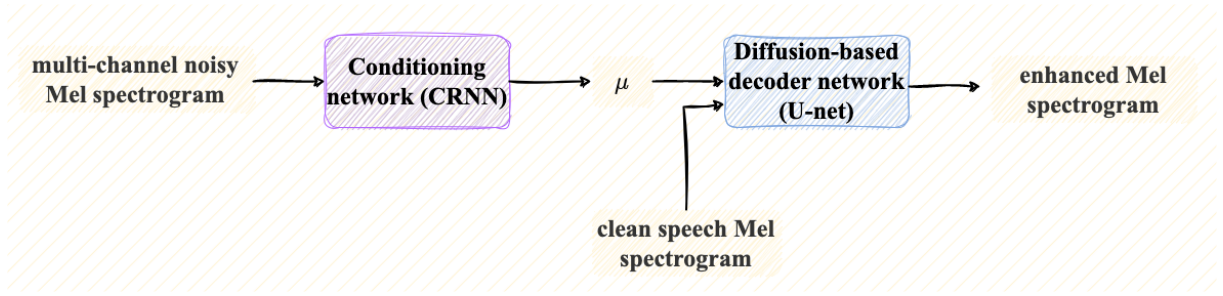 multi-channel noisy
Mel spectrogram
Conditioning
network (CRNN)
μ
Diffusion-based
decoder network
(U-net)
enhanced Mel
spectrogram
clean speech Mel
spectrogram